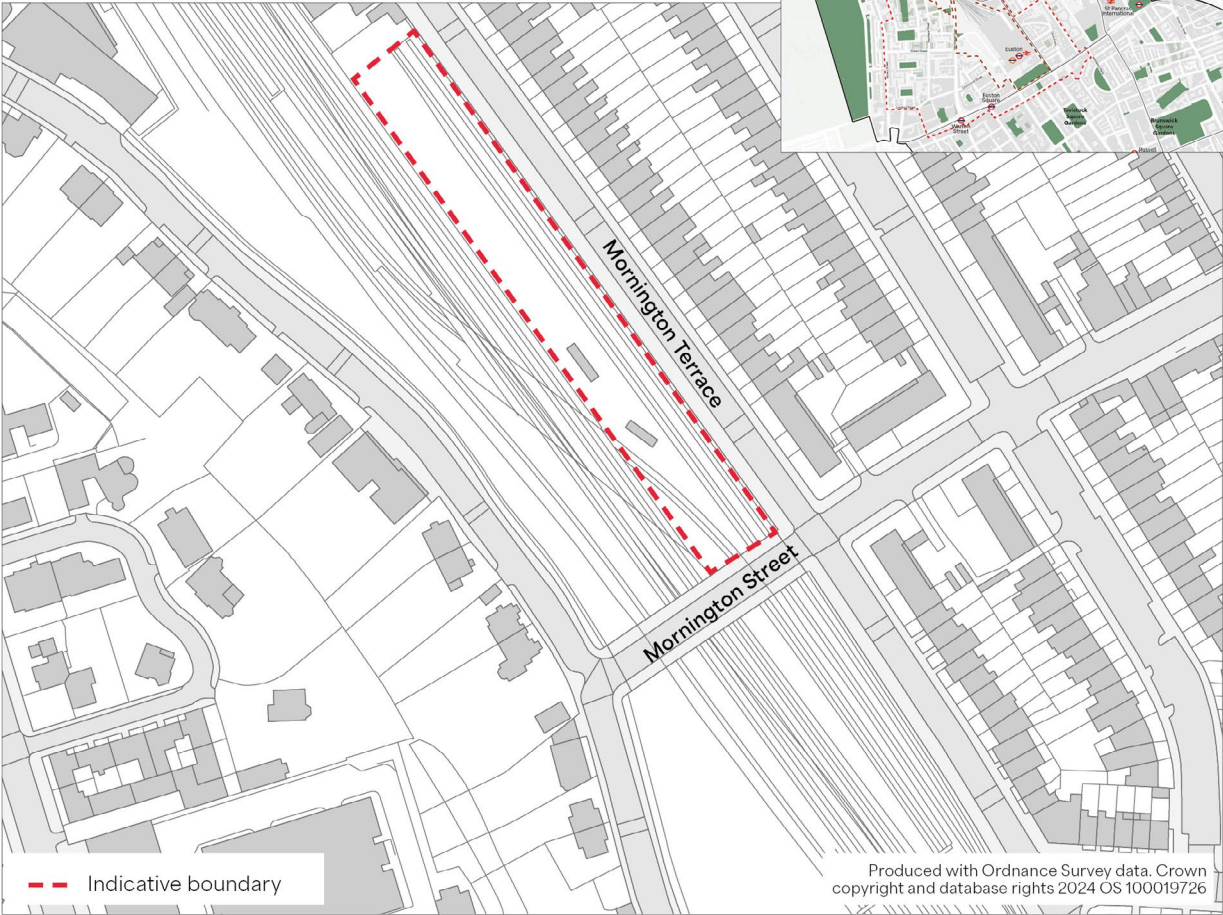 St Pancras
International
Euston
Euston
Square
Warren
Street
Tavistock
Square
Gardens
Brunswick
Square
Gardens
Russell
Mornington Terrace
Mornington Street
Indicative boundary
Produced with Ordnance Survey data. Crown
copyright and database rights 2024 OS 100019726